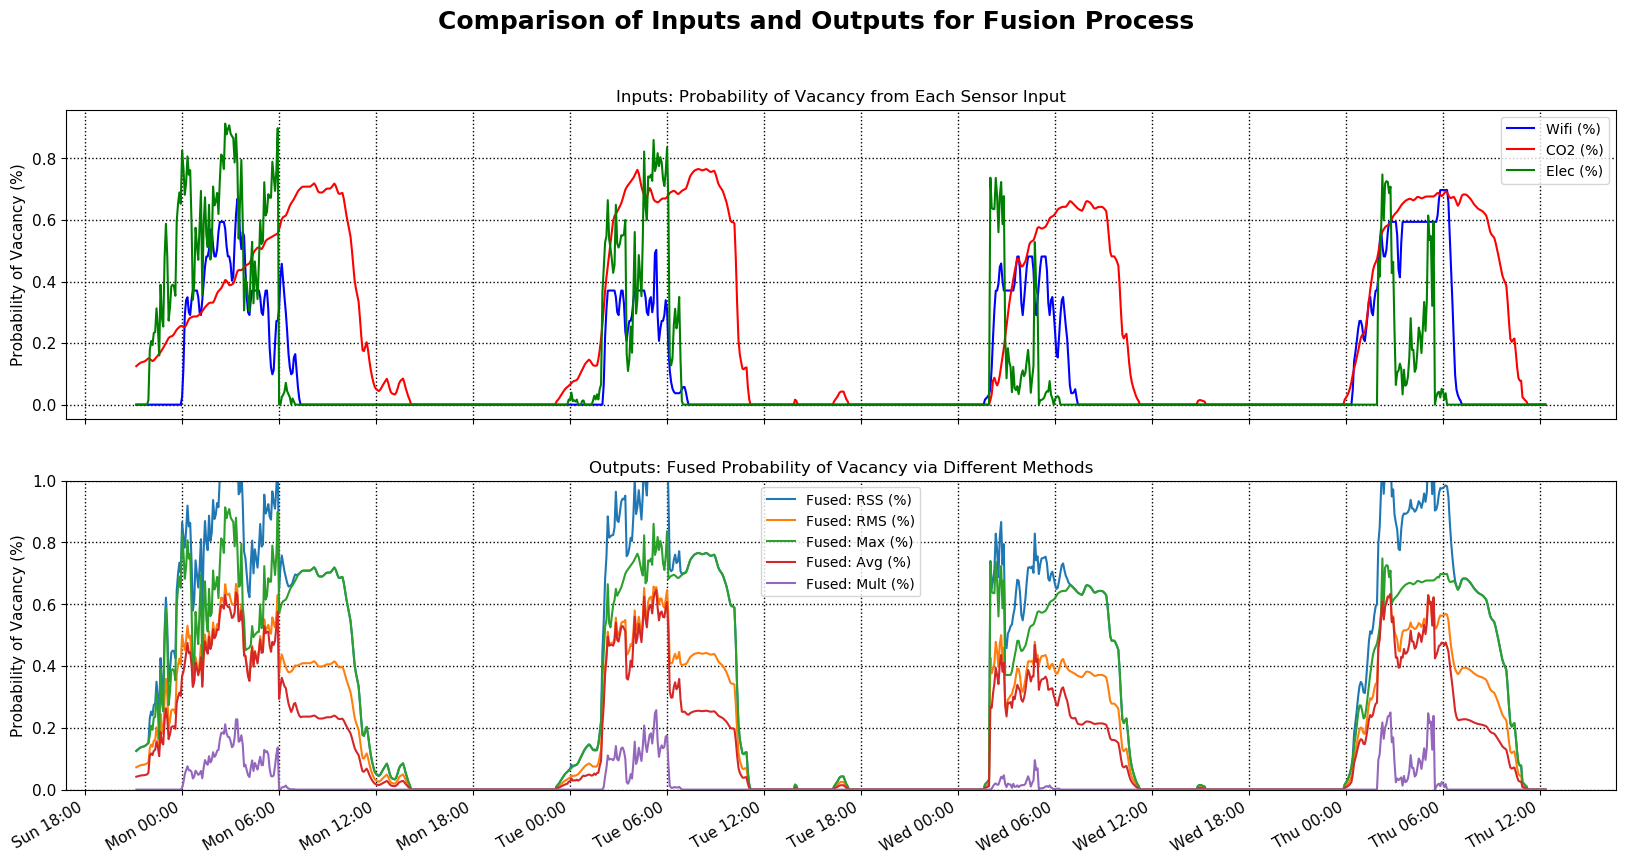 Comparison of Inputs and Outputs for Fusion Process
Inputs: Probability of Vacancy from Each Sensor Input
Probability of Vacancy (%)
0.8
0.6
0.4
0.2
0.0
Wifi (%)
CO2 (%)
Elec (%)
Outputs: Fused Probability of Vacancy via Different Methods
Probability of Vacancy (%)
1.0
0.8
0.6
0.4
0.2
0.0
Fused: RSS (%)
Fused: RMS (%)
Fused: Max (%)
Fused: Avg (%)
Fused: Mult (%)
Sun 18:00
Mon 00:00
Mon 06:00
Mon 12:00
Mon 18:00
Tue 00:00
Tue 06:00
Tue 12:00
Tue 18:00
Wed 00:00
Wed 06:00
Wed 12:00
Wed 18:00
Thu 00:00
Thu 06:00
Thu 12:00